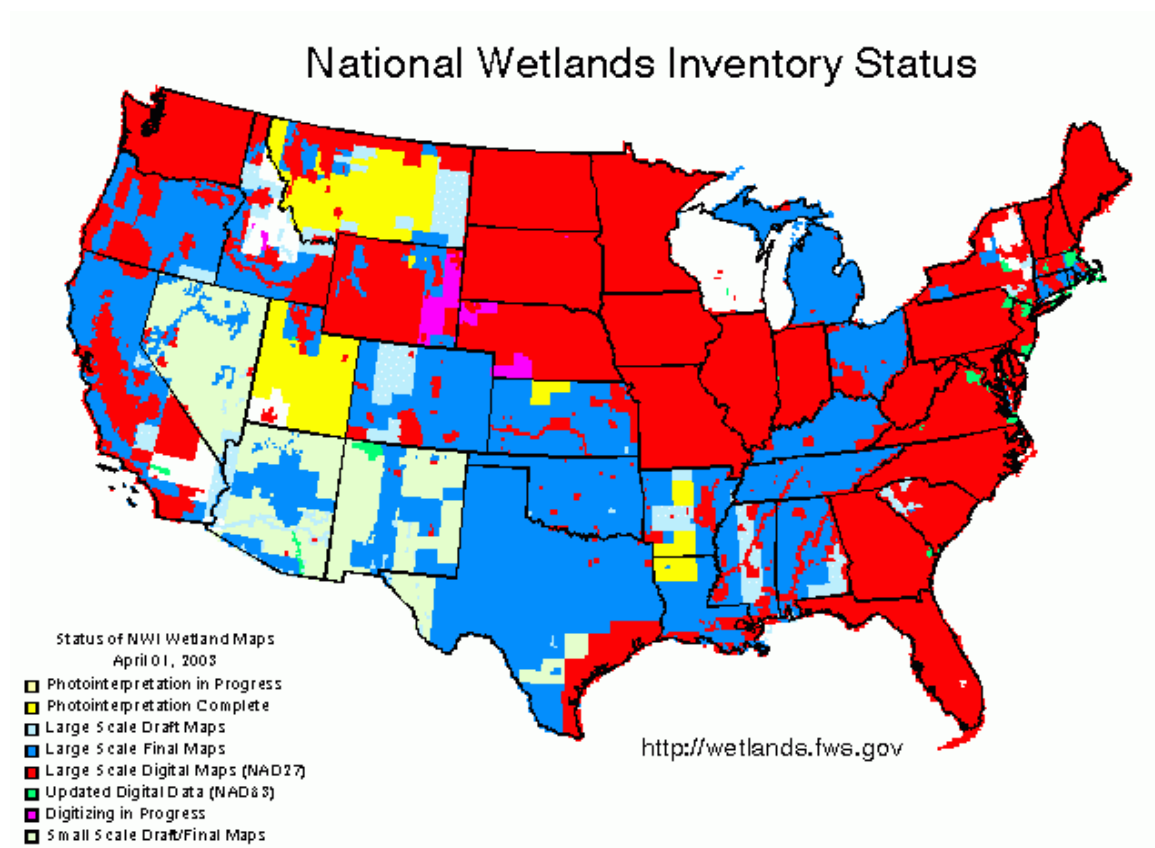 National Wetlands Inventory Status
Status of NWI Wetland Maps
April 01, 2003
Photointerpretation in Progress
Photointerpretation Complete
Large Scale Draft Maps
Large Scale Final Maps
Large Scale Digital Maps (NAD27)
Updated Digital Data (NAD83)
Digitizing in Progress
Small Scale Draft/Final Maps
http://wetlands.fws.gov